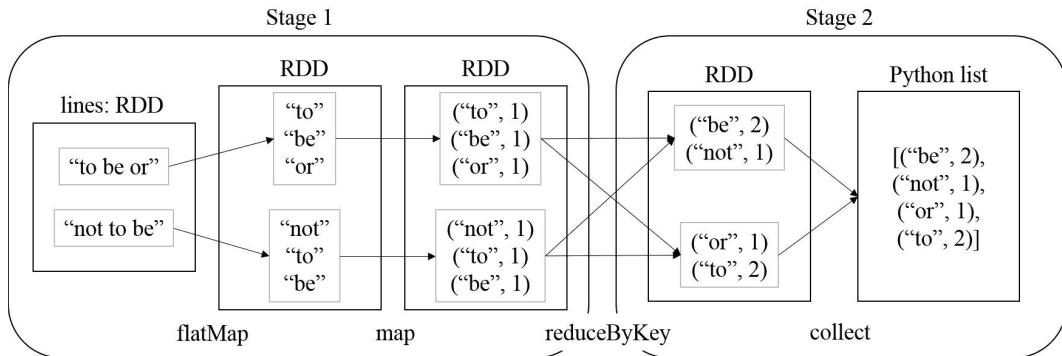 Stage 1
Stage 2
lines: RDD
“to be or”
“not to be”
RDD
“to”
“be”
“or”
“not”
“to”
“be”
RDD
(“to”, 1)
(“be”, 1)
(“or”, 1)
(“not”, 1)
(“to”, 1)
(“be”, 1)
RDD
(“be”, 2)
(“not”, 1)
(“or”, 1)
(“to”, 2)
Python list
[(“be”, 2),
(“not”, 1),
(“or”, 1),
(“to”, 2)]
flatMap
map
reduceByKey
collect